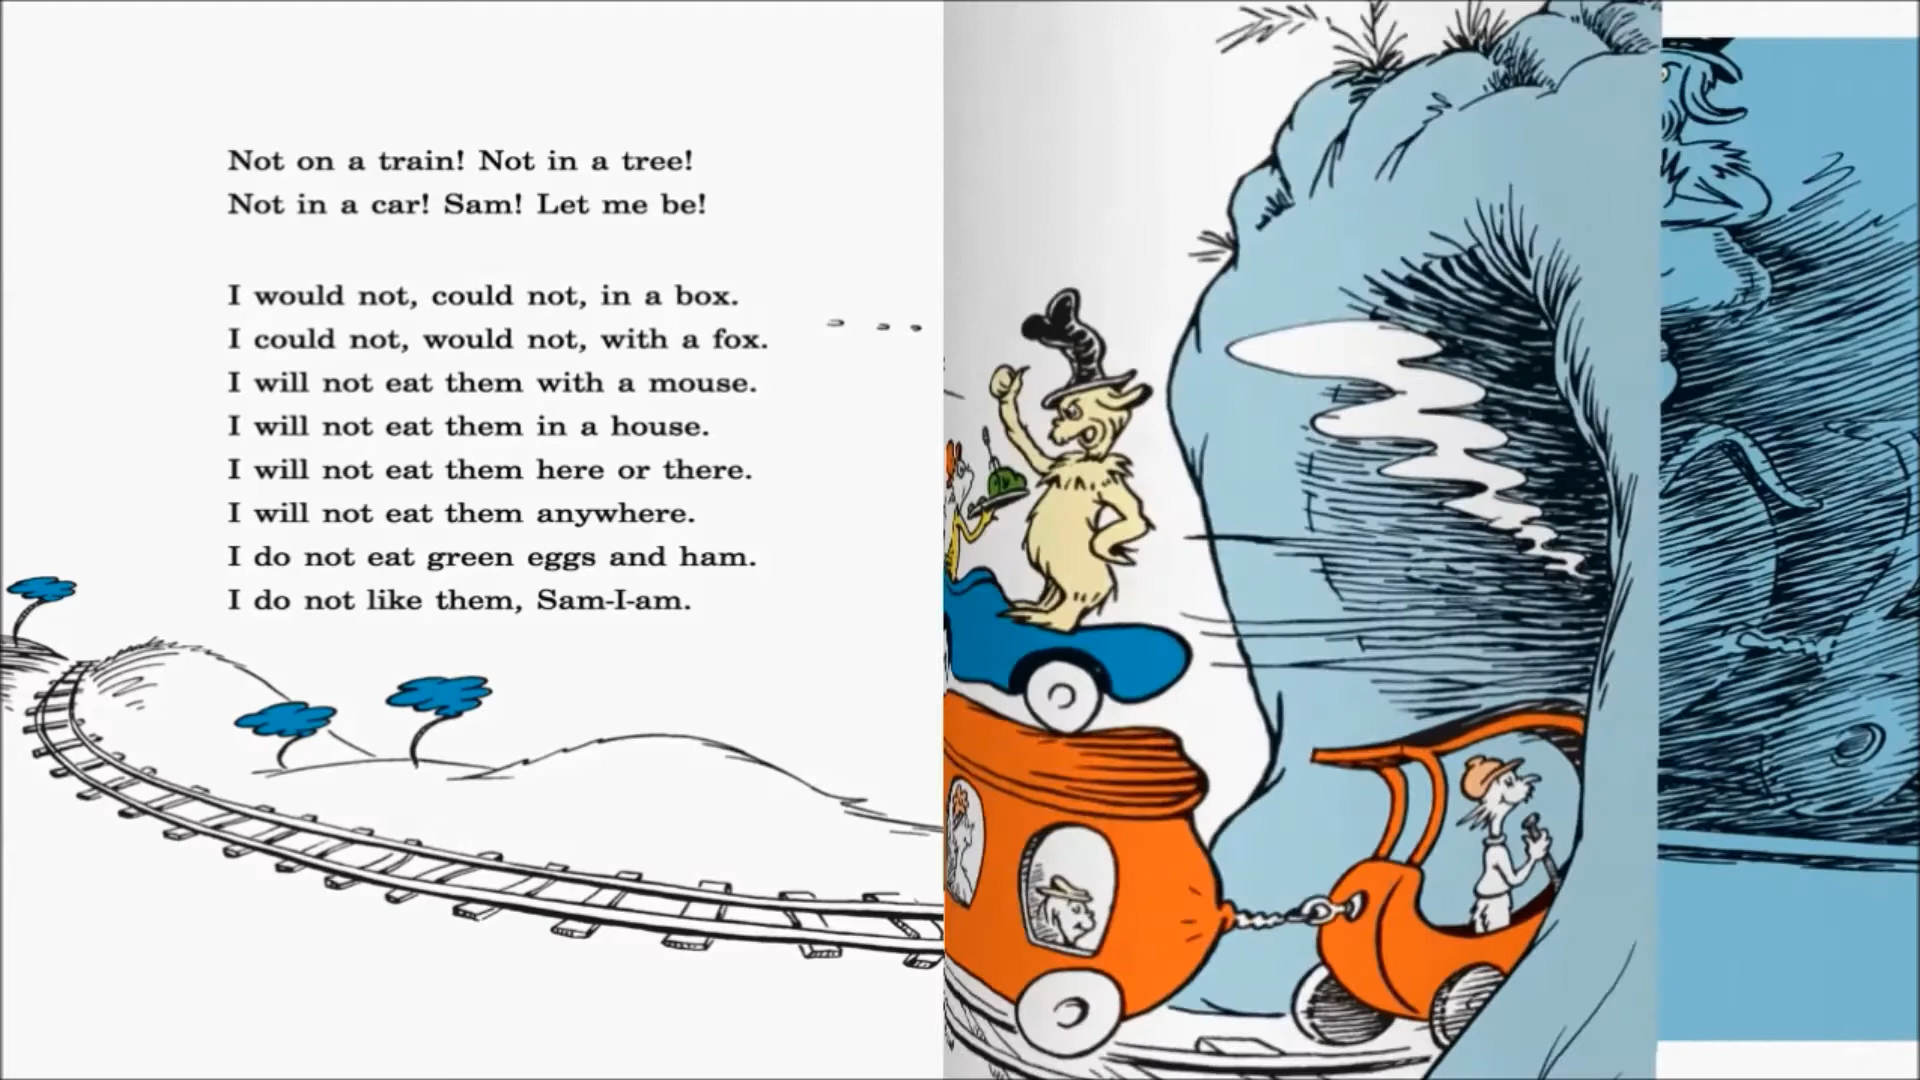 Not on a train! Not in a tree!
Not in a car! Sam! Let me be!
I would not, could not, in a box.
I could not, would not, with a fox.
I will not eat them with a mouse.
I will not eat them in a house.
I will not eat them here or there.
I will not eat them anywhere.
I do not eat green eggs and ham.
I do not like them, Sam-I-am.